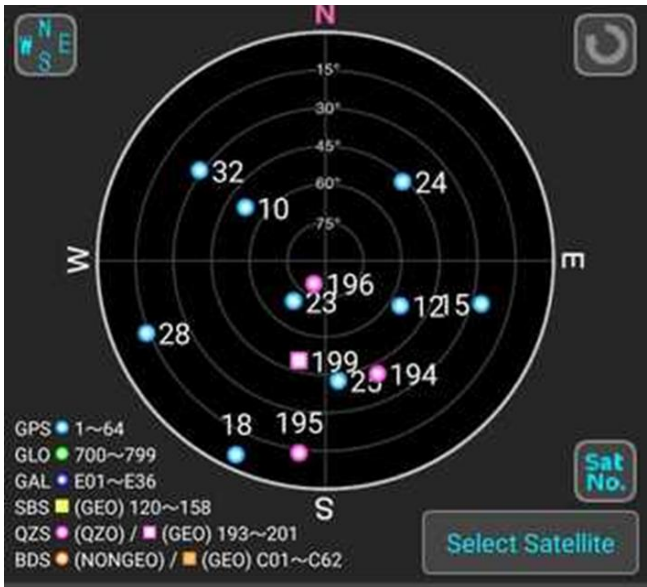 N
N
W E
S
15°
30°
45°
60°
75°
32
24
10
W
E
196
23
12
15
28
199
194
25
18
195
S
GPS 1～64
GLO 700～799
GAL E01～E36
SBS (GEO) 120～158
QZS (QZO) / (GEO) 193～201
BDS (NONGEO) / (GEO) C01～C62
Sat
No.
Select Satellite